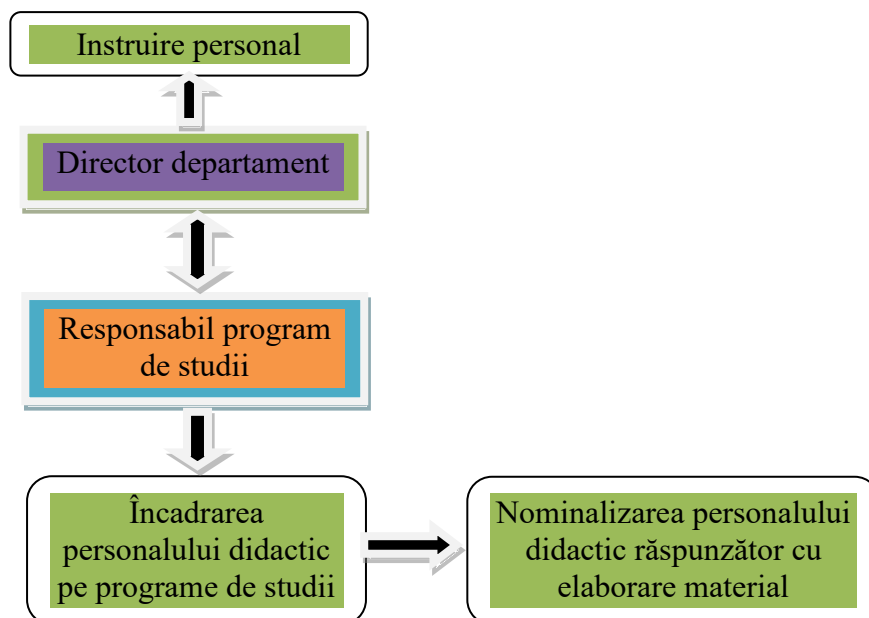 Instruire personal
Director departament
Responsabil program
de studii
Încadrarea
personalului didactic
pe programe de studii
Nominalizarea personalului
didactic răspunzător cu
elaborare material